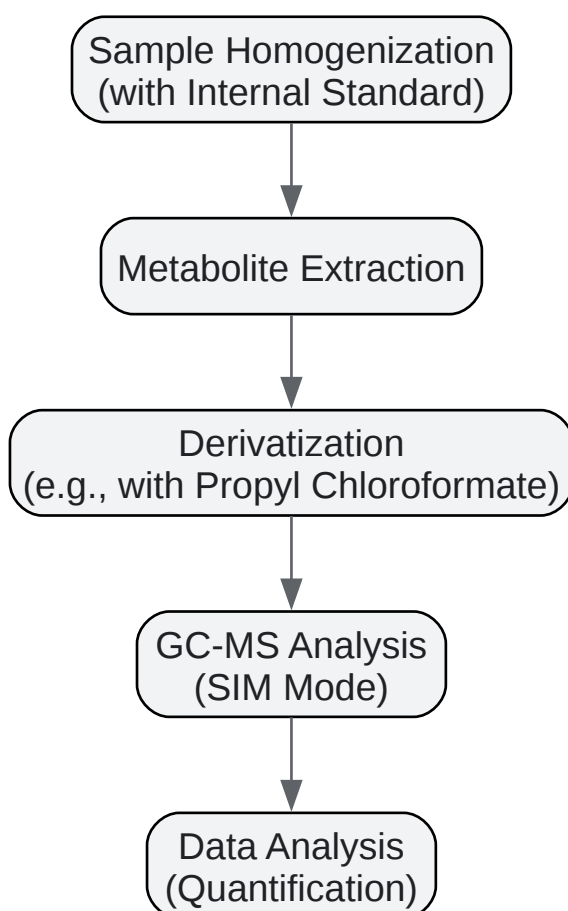 Sample Homogenization
(with Internal Standard)
Metabolite Extraction
Derivatization
(e.g., with Propyl Chloroformate)
GC-MS Analysis
(SIM Mode)
Data Analysis
(Quantification)